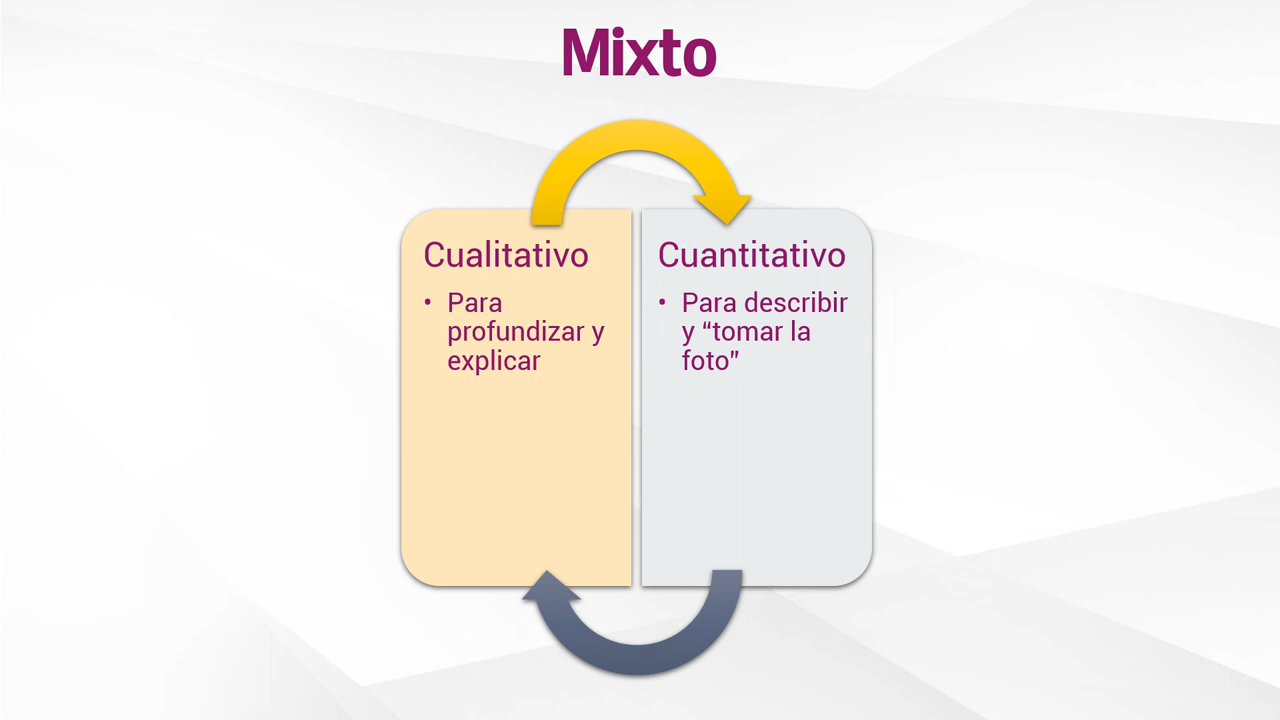 Mixto
Cualitativo
• Para
profundizar y
explicar
Cuantitativo
• Para describir
y “tomar la
foto”